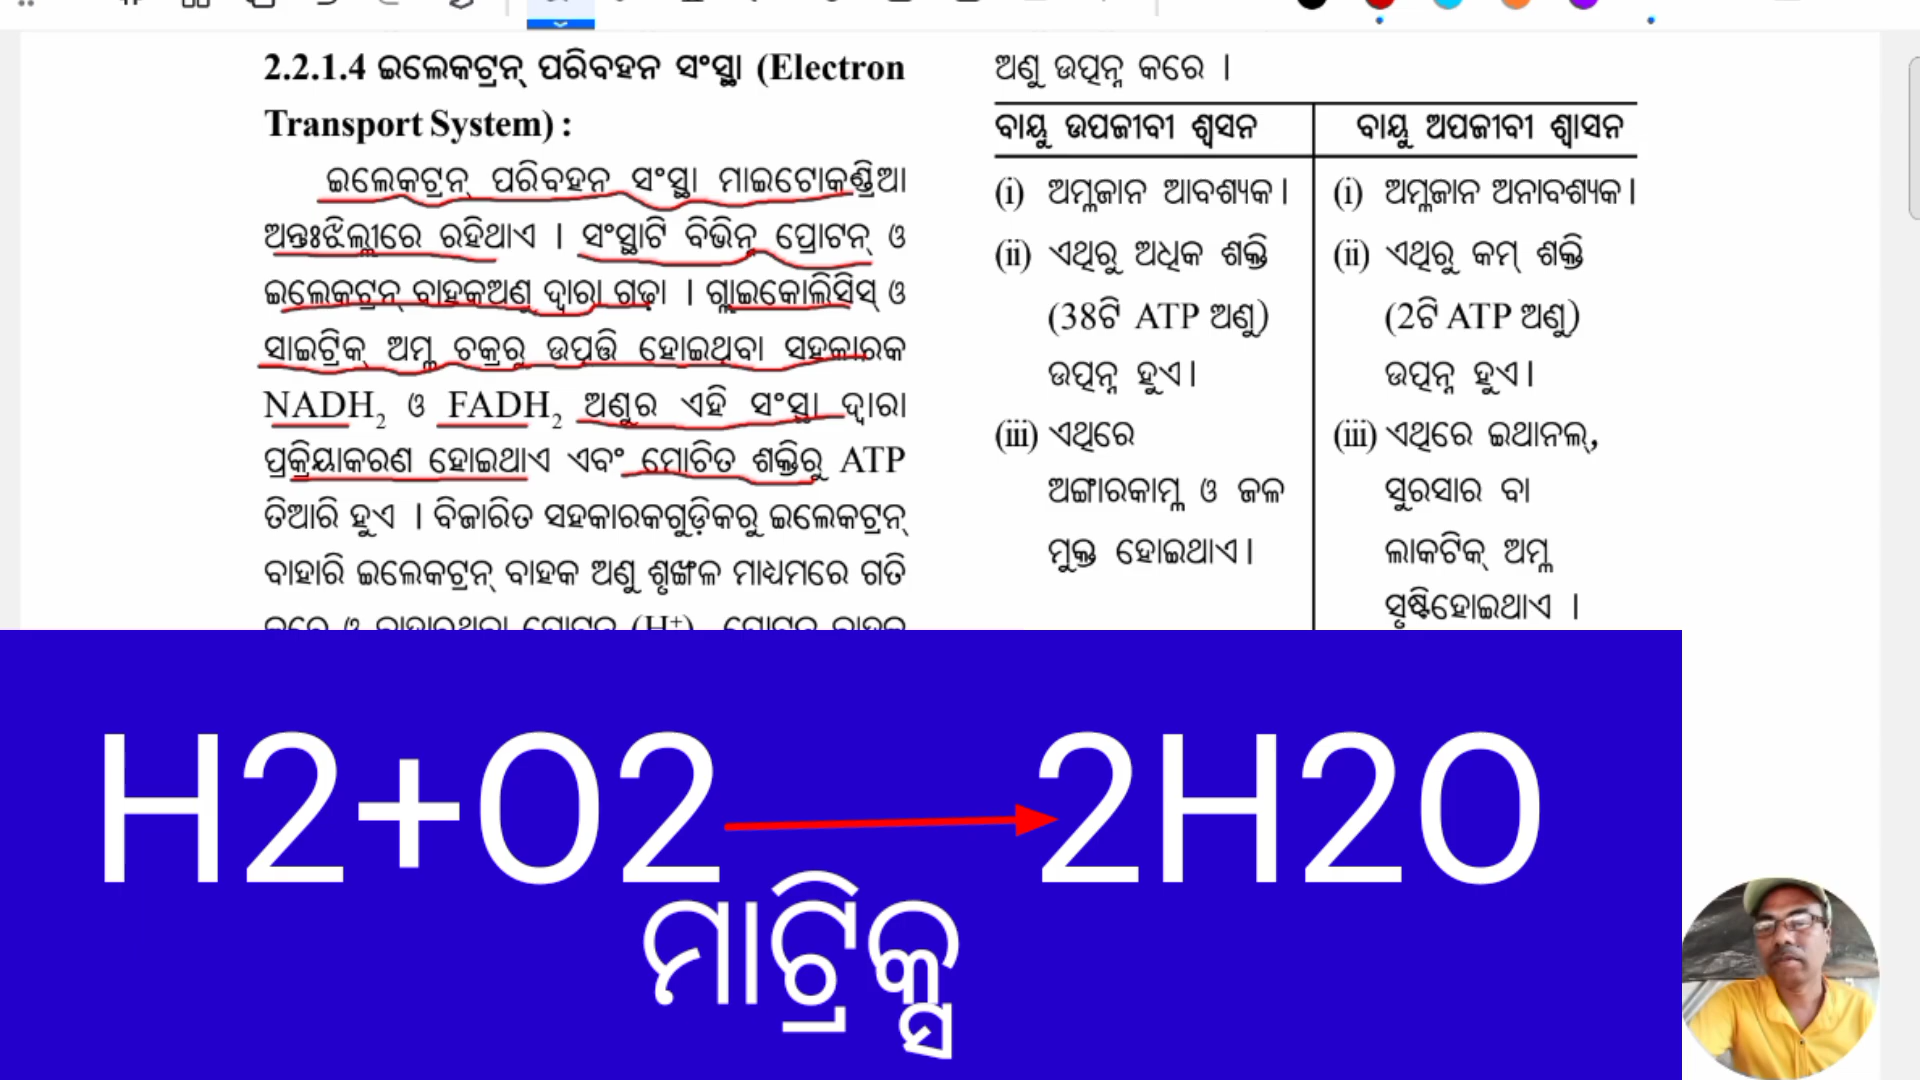 2.2.1.4 ଇଲେକଟ୍ରନ୍ ପରିବହନ ସଂସ୍ଥା (Electron
Transport System) :
ଇଲେକଟ୍ରନ୍ ପରିବହନ ସଂସ୍ଥା ମାଇଟୋକଣ୍ଡ୍ରିଆ
ଅନ୍ତଃଝିଲ୍ଲୀରେ ରହିଥାଏ । ସଂସ୍ଥାଟି ବିଭିନ୍ନ ପ୍ରୋଟନ୍ ଓ
ଇଲେକଟ୍ରନ୍ ବାହକଅଣୁ ଦ୍ୱାରା ଗଢ଼ା । ଗ୍ଲାଇକୋଲିସିସ୍ ଓ
ସାଇଟ୍ରିକ୍ ଅମ୍ଳ ଚକ୍ରରୁ ଉତ୍ପତ୍ତି ହୋଇଥିବା ସହକାରକ
NADH2 ଓ FADH2 ଅଣୁର ଏହି ସଂସ୍ଥା ଦ୍ୱାରା
ପ୍ରକ୍ରିୟାକରଣ ହୋଇଥାଏ ଏବଂ ମୋଚିତ ଶକ୍ତିରୁ ATP
ତିଆରି ହୁଏ । ବିଜାରିତ ସହକାରକଗୁଡ଼ିକରୁ ଇଲେକଟ୍ରନ୍
ବାହାରି ଇଲେକଟ୍ରନ୍ ବାହକ ଅଣୁ ଶୃଙ୍ଖଳ ମାଧ୍ୟମରେ ଗତି
ଅଣୁ ଉତ୍ପନ୍ନ କରେ ।
ବାୟୁ ଉପଜୀବୀ ଶ୍ୱସନ
(i) ଅମ୍ଳଜାନ ଆବଶ୍ୟକ।
(ii) ଏଥିରୁ ଅଧିକ ଶକ୍ତି
(38ଟି ATP ଅଣୁ)
ଉତ୍ପନ୍ନ ହୁଏ।
(iii) ଏଥିରେ
ଅଙ୍ଗାରକାମ୍ଳ ଓ ଜଳ
ମୁକ୍ତ ହୋଇଥାଏ।
ବାୟୁ ଅପଜୀବୀ ଶ୍ୱାସନ
(i) ଅମ୍ଳଜାନ ଅନାବଶ୍ୟକ।
(ii) ଏଥିରୁ କମ୍ ଶକ୍ତି
(2ଟି ATP ଅଣୁ)
ଉତ୍ପନ୍ନ ହୁଏ।
(iii) ଏଥିରେ ଇଥାନଲ୍,
ସୁରସାର ବା
ଲାକଟିକ୍ ଅମ୍ଳ
ସୃଷ୍ଟିହୋଇଥାଏ ।
H2+O2 2H2O
ମାଟ୍ରିକ୍ସ